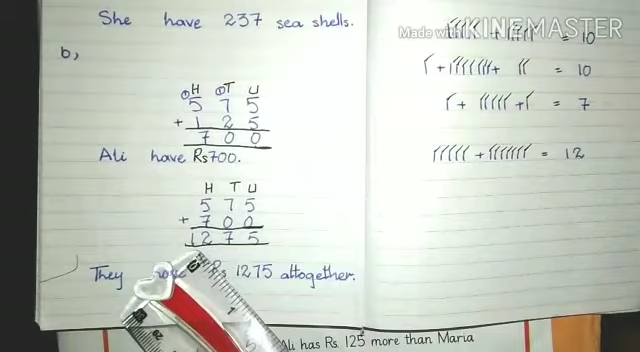 She have 237 sea shells.
b,
H T U
5 7 5
+ 1 2 5
7 0 0
Ali have Rs700.
H T U
5 7 5
+ 7 0 0
1 2 7 5
They Rs 1275 altogether.
Made with KINEMASTER
= 10
= 10
= 7
= 12
Ali has Rs. 125 more than Maria